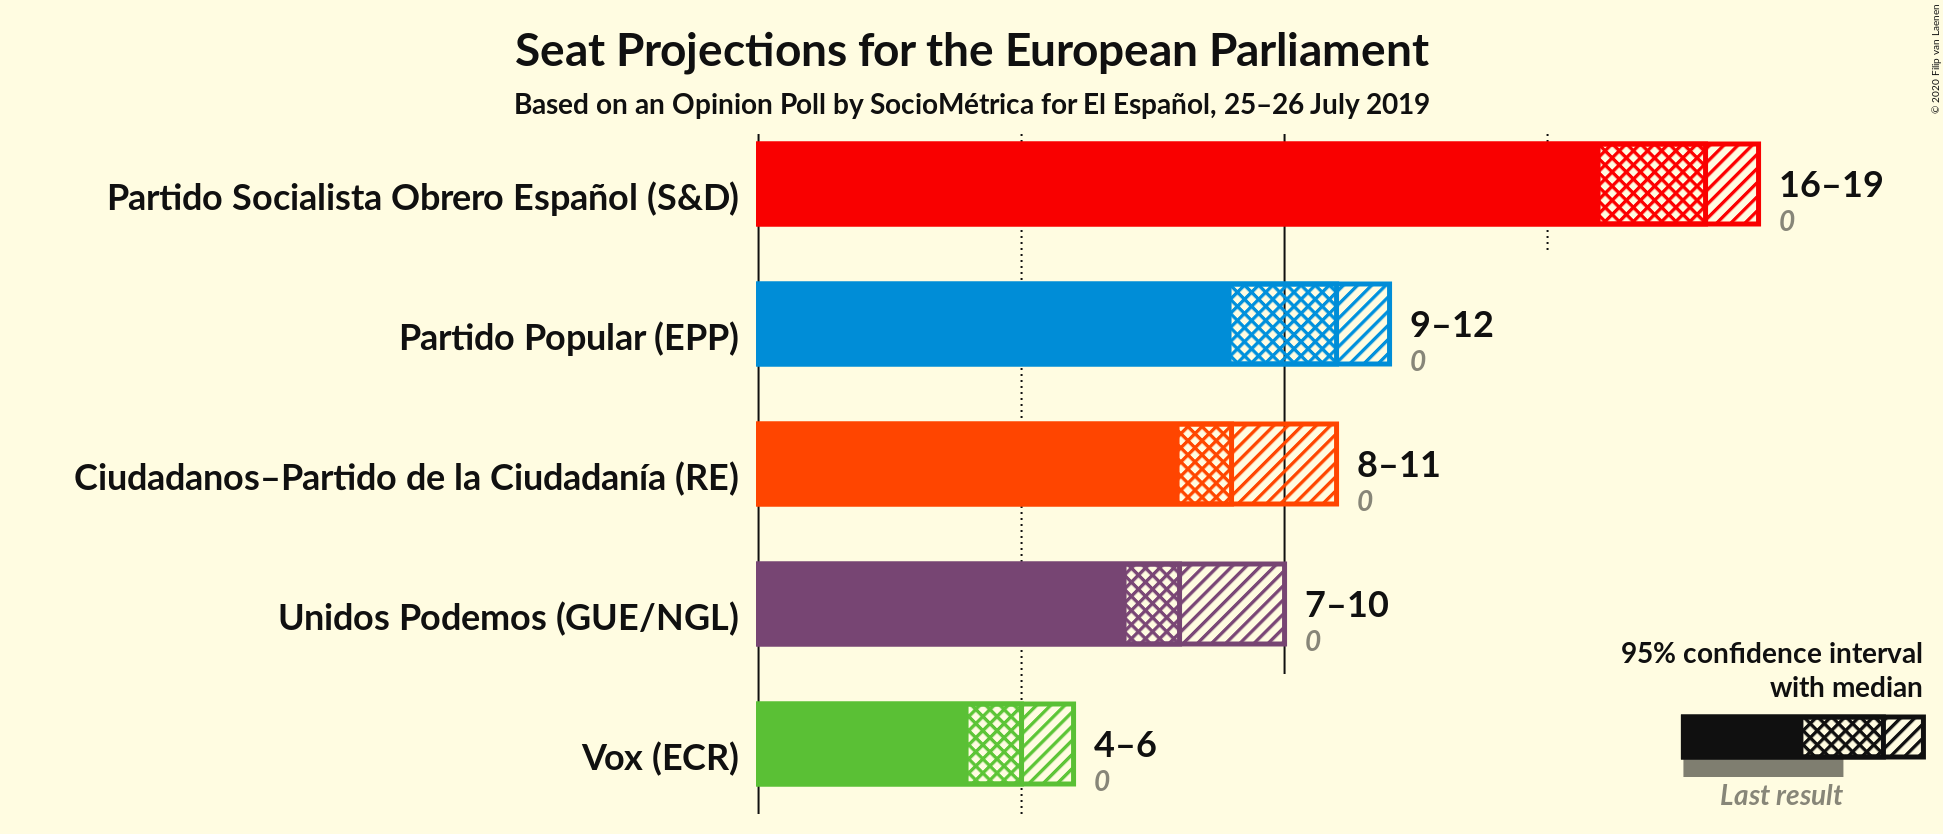 Seat Projections for the European Parliament
Based on an Opinion Poll by SocioMétrica for El Español, 25–26 July 2019
© 2020 Filip van Laenen
Partido Socialista Obrero Español (S&D)
16–19
0
Partido Popular (EPP)
9–12
0
Ciudadanos–Partido de la Ciudadanía (RE)
8–11
0
Unidos Podemos (GUE/NGL)
7–10
0
Vox (ECR)
4–6
0
95% confidence interval
with median
Last result